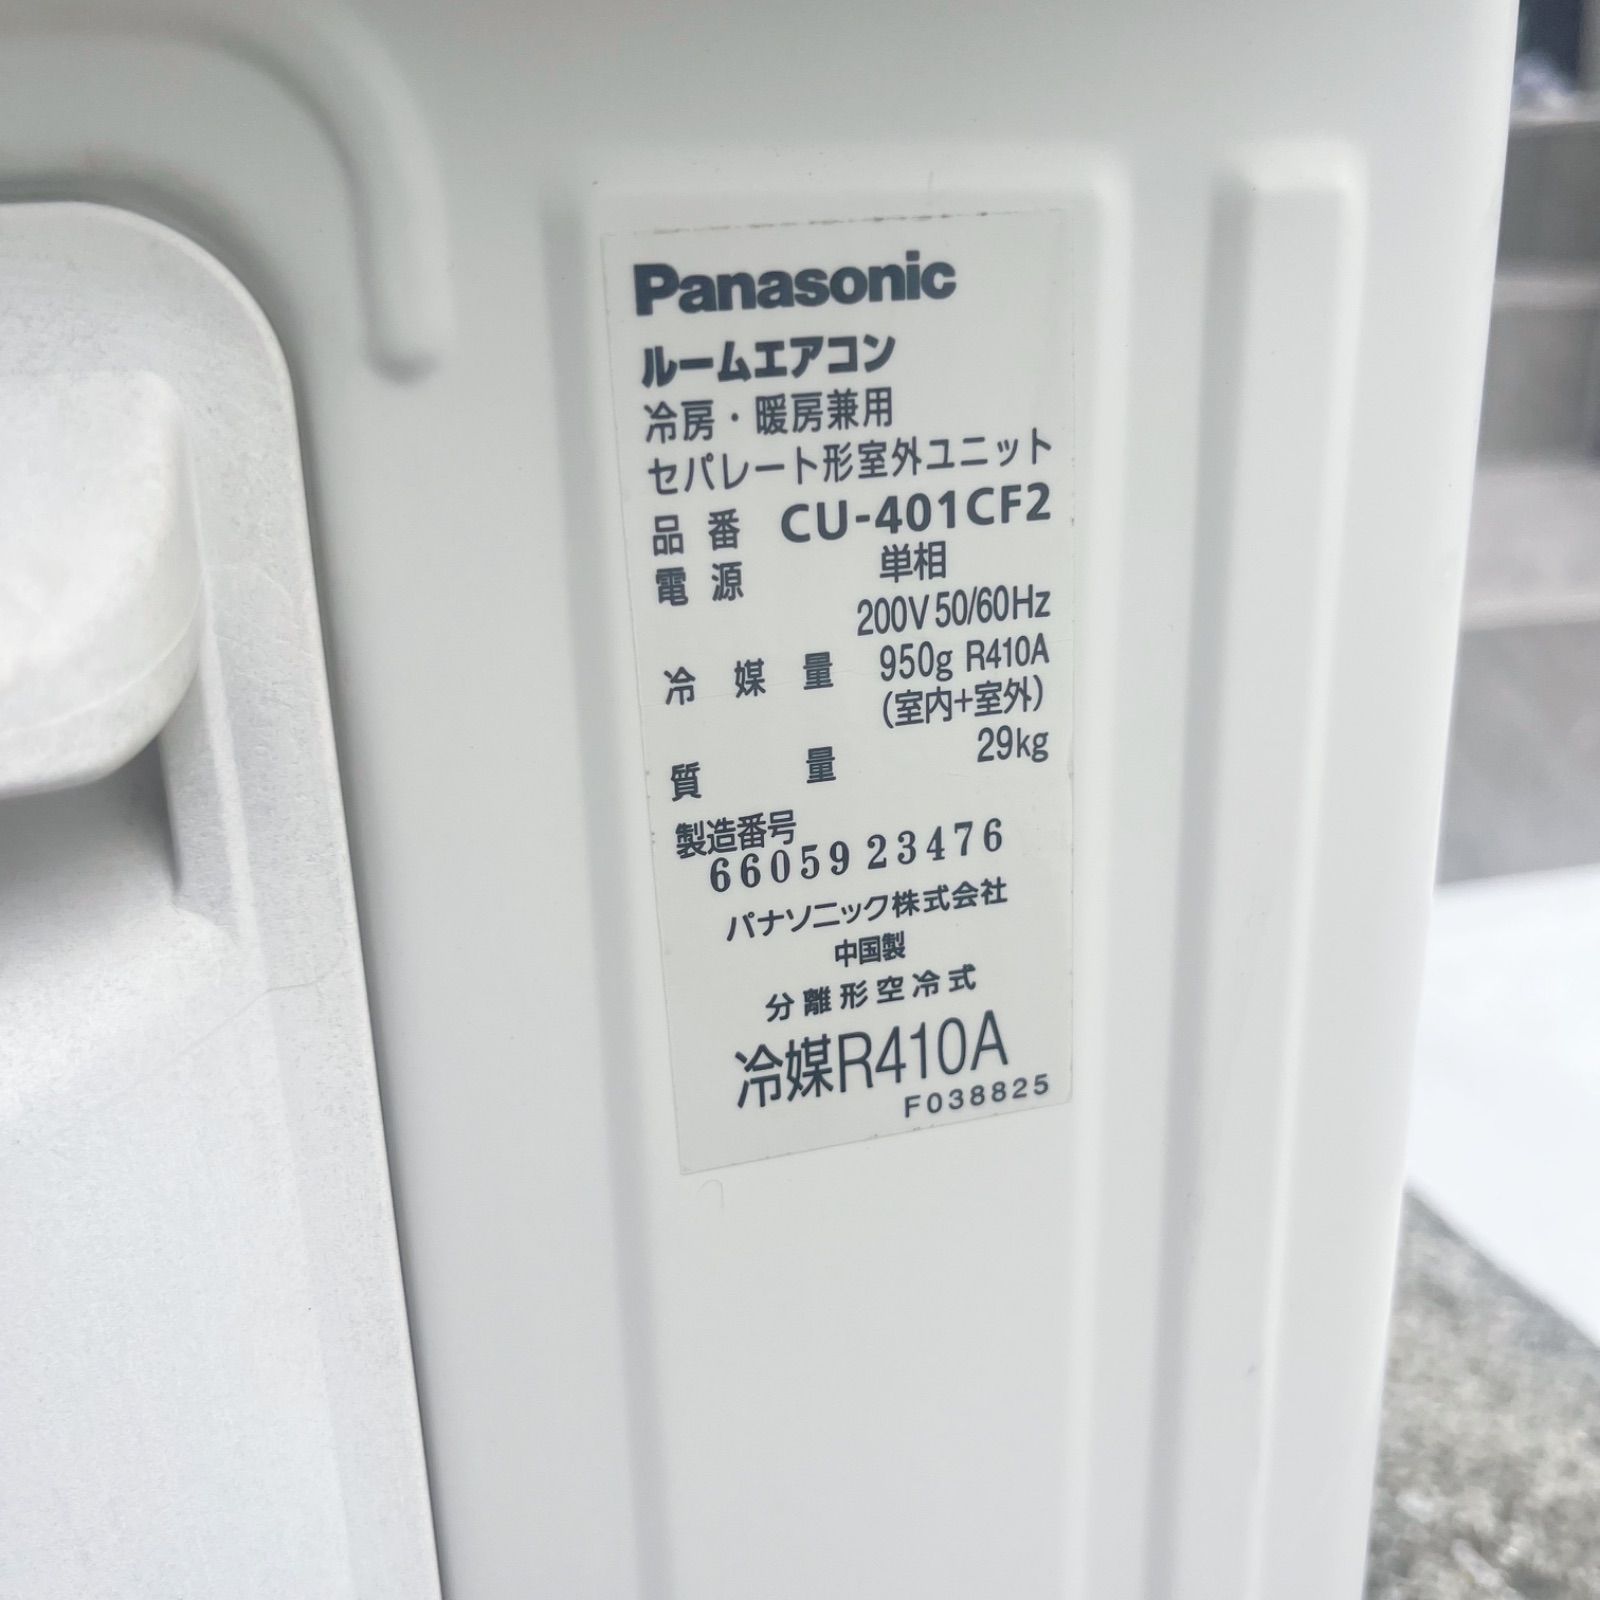 Panasonic
ルームエアコン
冷房・暖房兼用
セパレート形室外ユニット
品番 CU-401CF2
電源 単相
200V 50/60Hz
冷媒量 950g R410A
(室内+室外)
質量 29kg
製造番号
6605923476
パナソニック株式会社
中国製
分離形空冷式
冷媒R410A
F038825